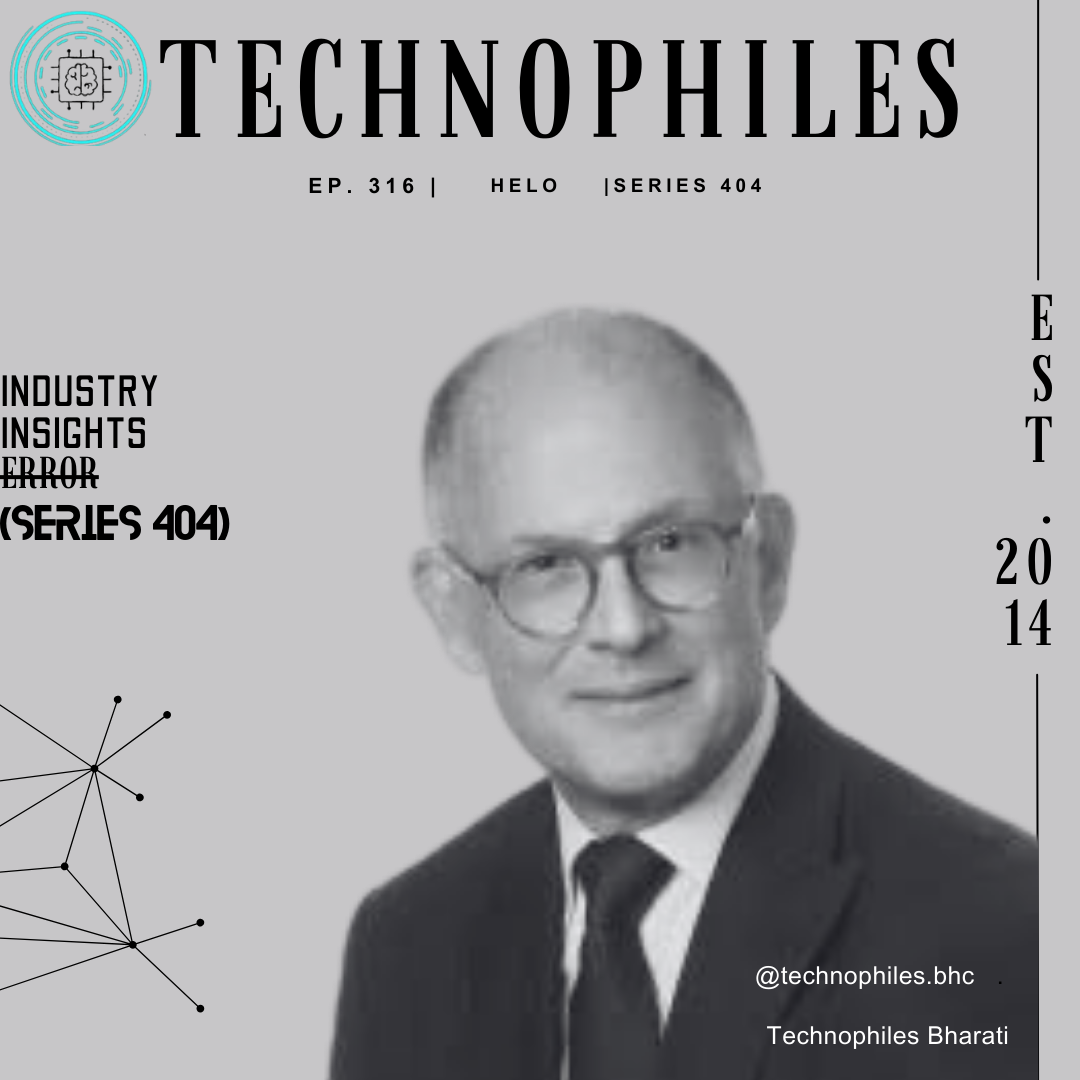 TECHNOPHILES
EP. 316 | HELO |SERIES 404
INDUSTRY
INSIGHTS
ERROR
(SERIES 404)
E
S
T
.
20
14
@technophiles.bhc .
Technophiles Bharati